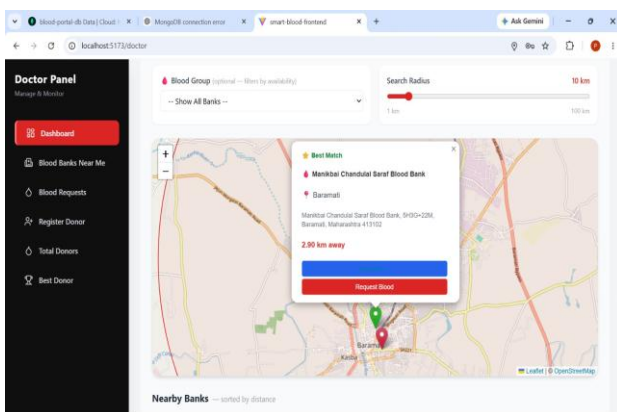 blood-portal-db Data | Cloud:
MongoDB connection error
smart-blood-frontend
Ask Gemini
localhost:5173/doctor
Doctor Panel
Manage & Monitor
Dashboard
Blood Banks Near Me
Blood Requests
Register Donor
Total Donors
Best Donor
Blood Group (optional — filters by availability)
-- Show All Banks --
Search Radius
10 km
1 km
100 km
+
−
Best Match
Manikbai Chandulal Saraf Blood Bank
Baramati
Manikbai Chandulal Saraf Blood Bank, 5H3G+22M,
Baramati, Maharashtra 413102
2.90 km away
Request Blood
Baramati
Kasba
Leaflet | © OpenStreetMap
Nearby Banks — sorted by distance